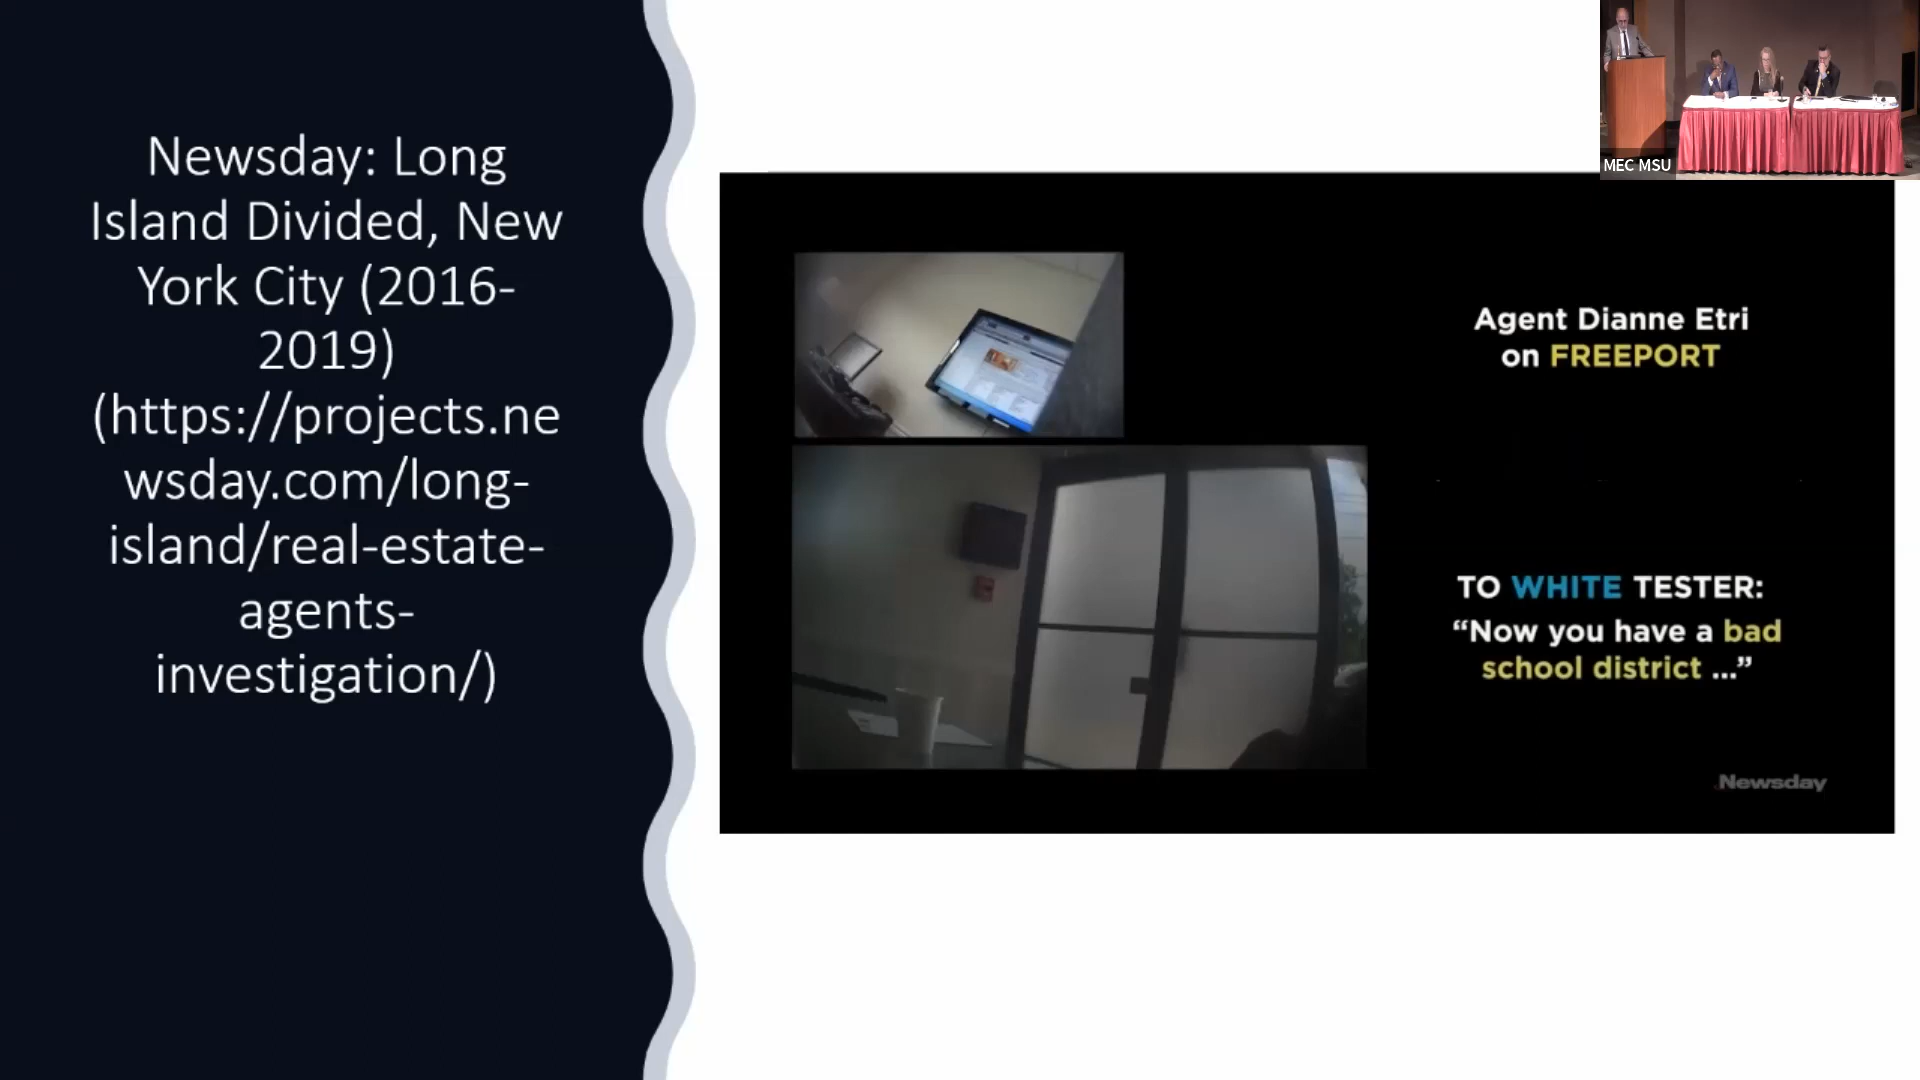 Newsday: Long
Island Divided, New
York City (2016-
2019)
(https://projects.ne
wsday.com/long-
island/real-estate-
agents-
investigation/)
MEC MSU
Agent Dianne Etri
on FREEPORT
TO WHITE TESTER:
“Now you have a bad
school district ...”
Newsday